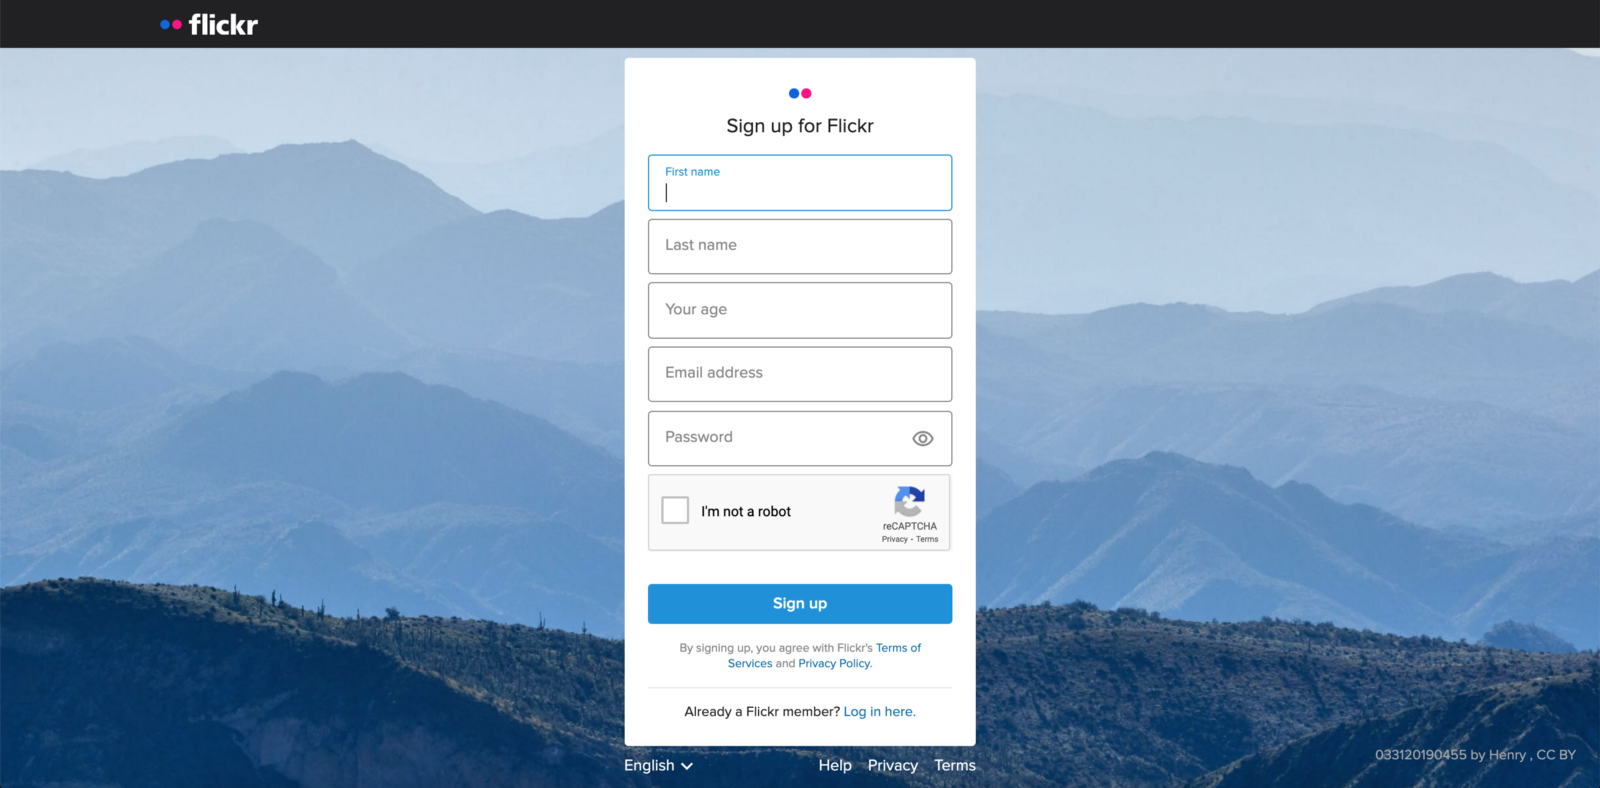 flickr
Sign up for Flickr
First name
Last name
Your age
Email address
Password
I'm not a robot
reCAPTCHA
Privacy - Terms
Sign up
By signing up, you agree with Flickr's Terms of
Services and Privacy Policy.
Already a Flickr member? Log in here.
English
Help Privacy Terms
033120190455 by Henry , CC BY